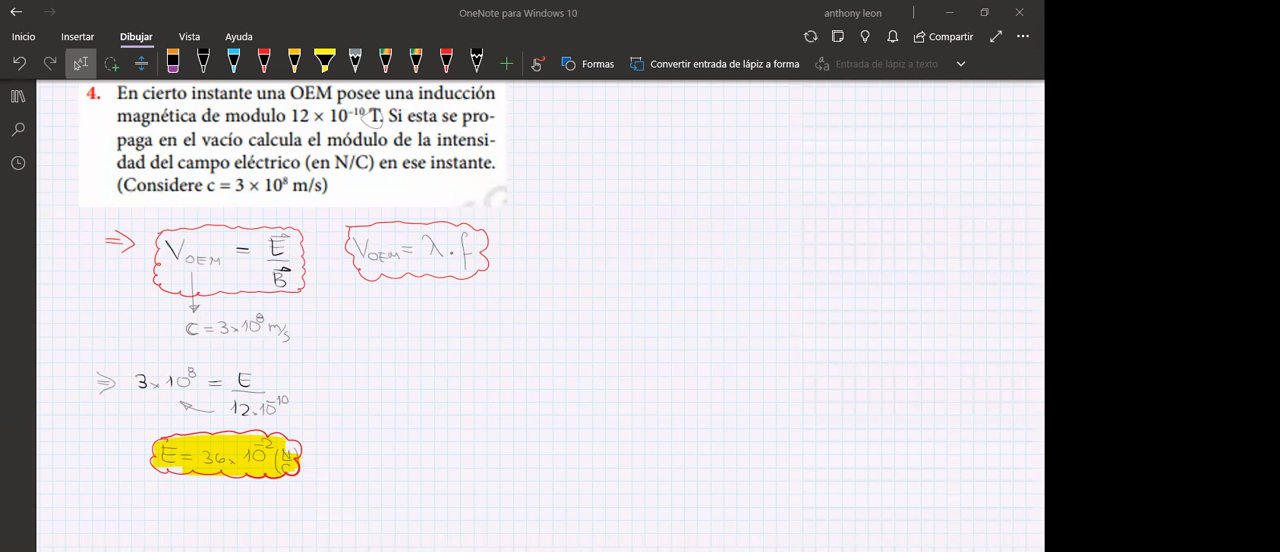 OneNote para Windows 10
anthony leon
Inicio Insertar Dibujar Vista Ayuda
Compartir
Formas Convertir entrada de lápiz a forma Entrada de lápiz a texto
4. En cierto instante una OEM posee una inducción
magnética de modulo 12 × 10⁻¹⁰ T. Si esta se pro-
paga en el vacío calcula el módulo de la intensi-
dad del campo eléctrico (en N/C) en ese instante.
(Considere c = 3 × 10⁸ m/s)
⇒ V_OEM = E⃗ / B⃗
V_OEM = λ . f
C = 3×10⁸ m/s
⇒ 3×10⁸ = E / 12×10⁻¹⁰
E = 36×10⁻² (N/C)